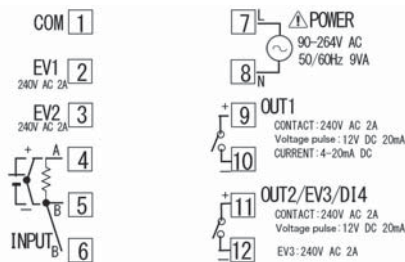 COM 1
EV1 2
240V AC 2A
EV2 3
240V AC 2A
+ A 4
− B 5
INPUT B 6
7 L POWER
90-264V AC
50/60Hz 9VA
8 N
+ 9 OUT1
CONTACT:240V AC 2A
Voltage pulse:12V DC 20mA
− 10 CURRENT:4-20mA DC
+ 11 OUT2/EV3/DI4
CONTACT:240V AC 2A
Voltage pulse:12V DC 20mA
− 12 EV3:240V AC 2A